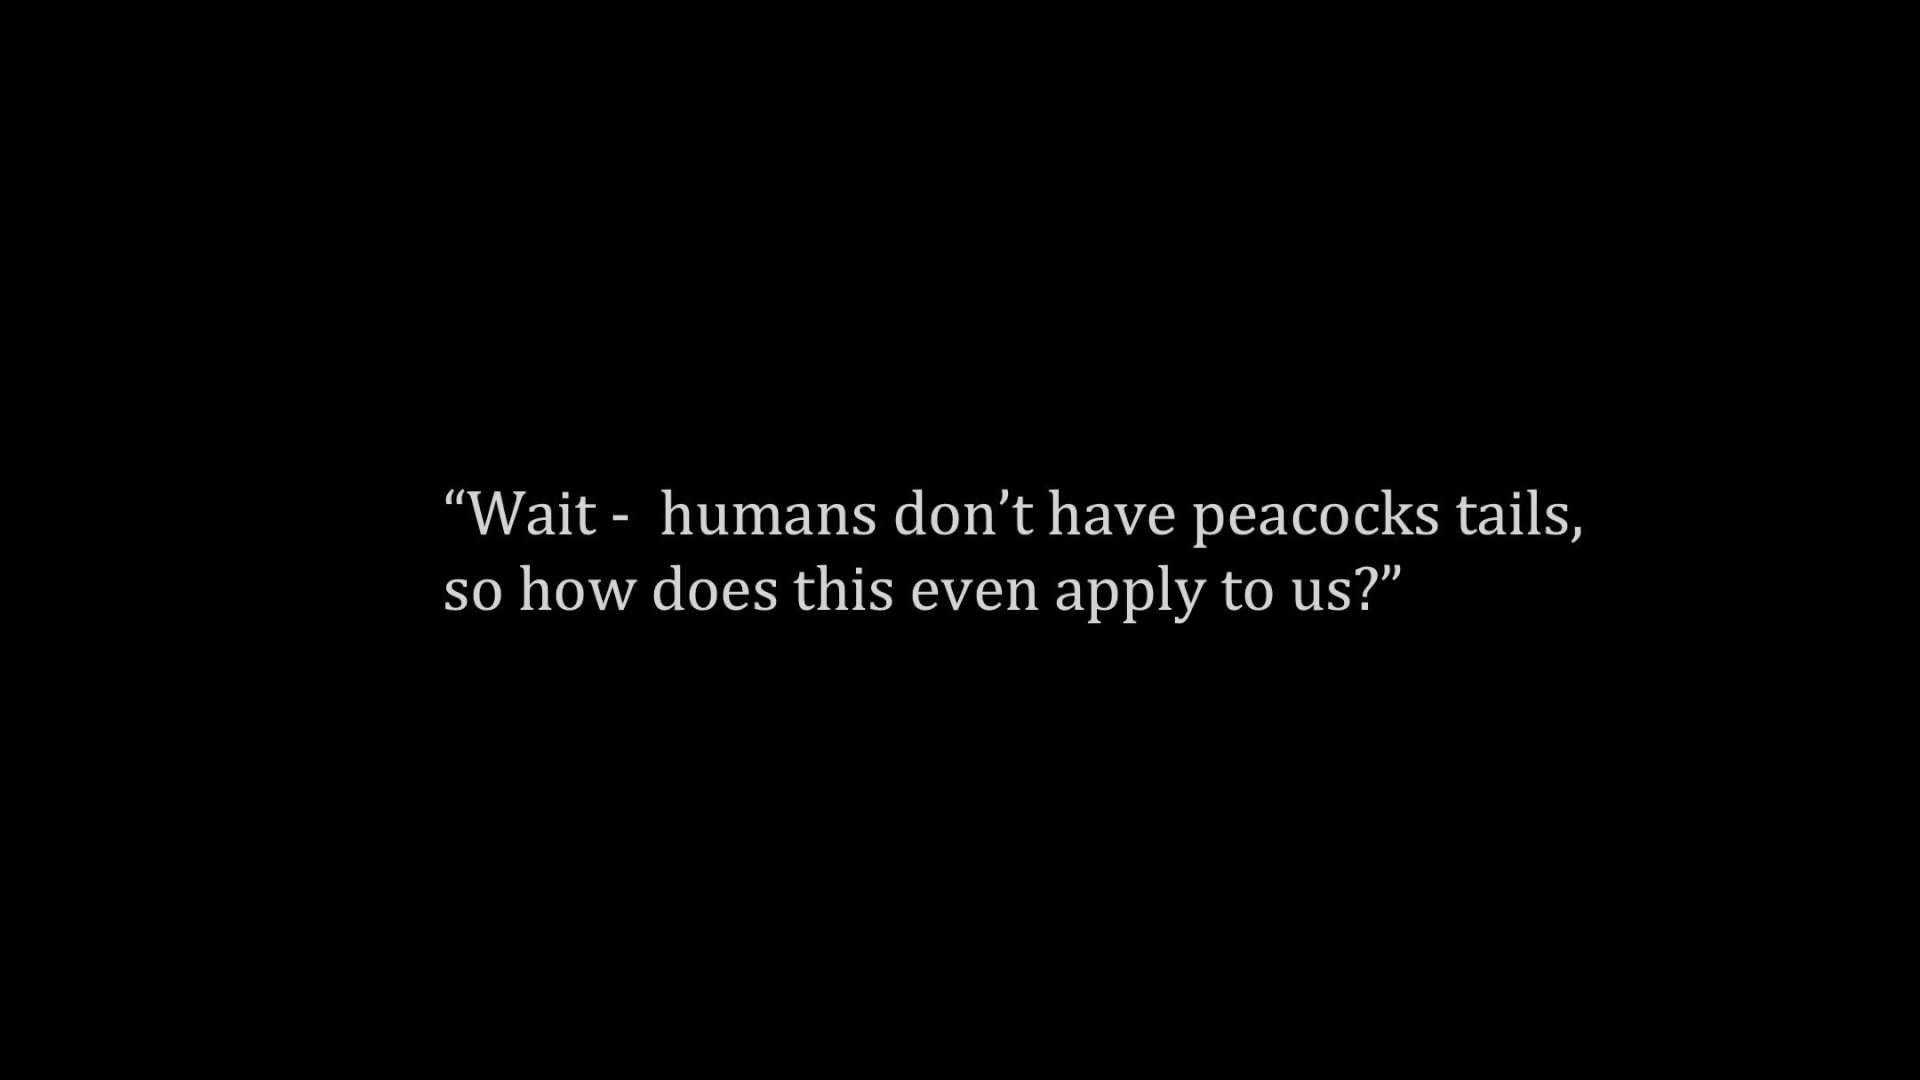 “Wait -  humans don’t have peacocks tails,
so how does this even apply to us?”